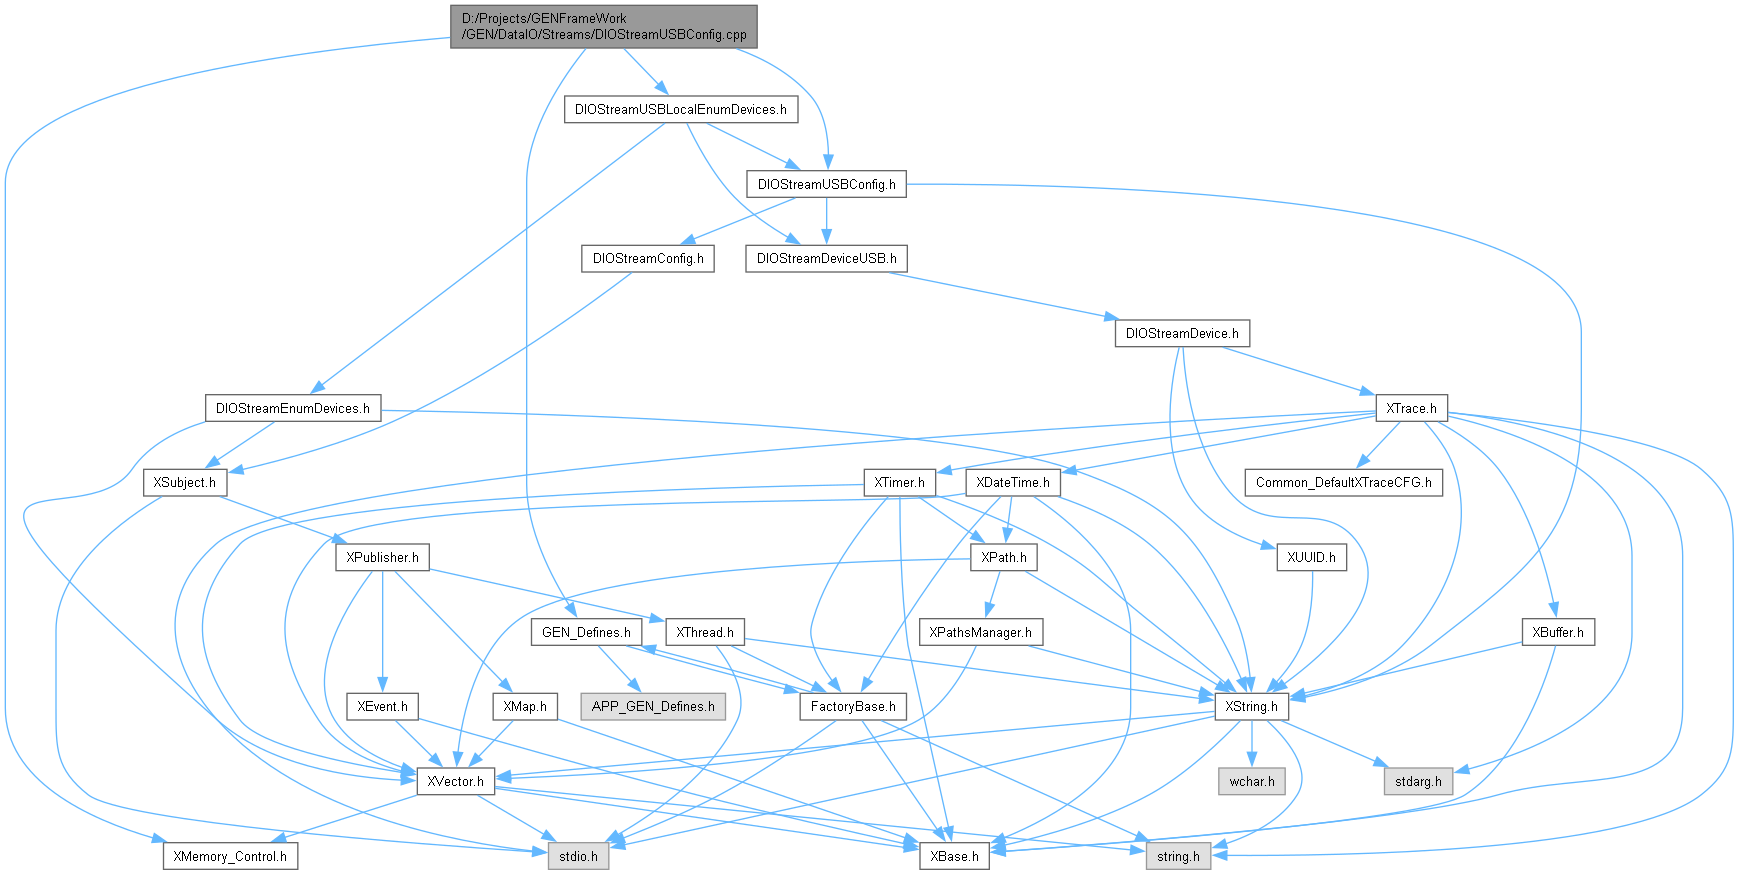 D:/Projects/GENFrameWork
/GEN/DataIO/Streams/DIOStreamUSBConfig.cpp
DIOStreamUSBLocalEnumDevices.h
DIOStreamUSBConfig.h
DIOStreamConfig.h
DIOStreamDeviceUSB.h
DIOStreamDevice.h
DIOStreamEnumDevices.h
XTrace.h
XSubject.h
XTimer.h
XDateTime.h
Common_DefaultXTraceCFG.h
XPublisher.h
XPath.h
XUUID.h
GEN_Defines.h
XThread.h
XPathsManager.h
XBuffer.h
XEvent.h
XMap.h
APP_GEN_Defines.h
FactoryBase.h
XString.h
XVector.h
wchar.h
stdarg.h
XMemory_Control.h
stdio.h
XBase.h
string.h